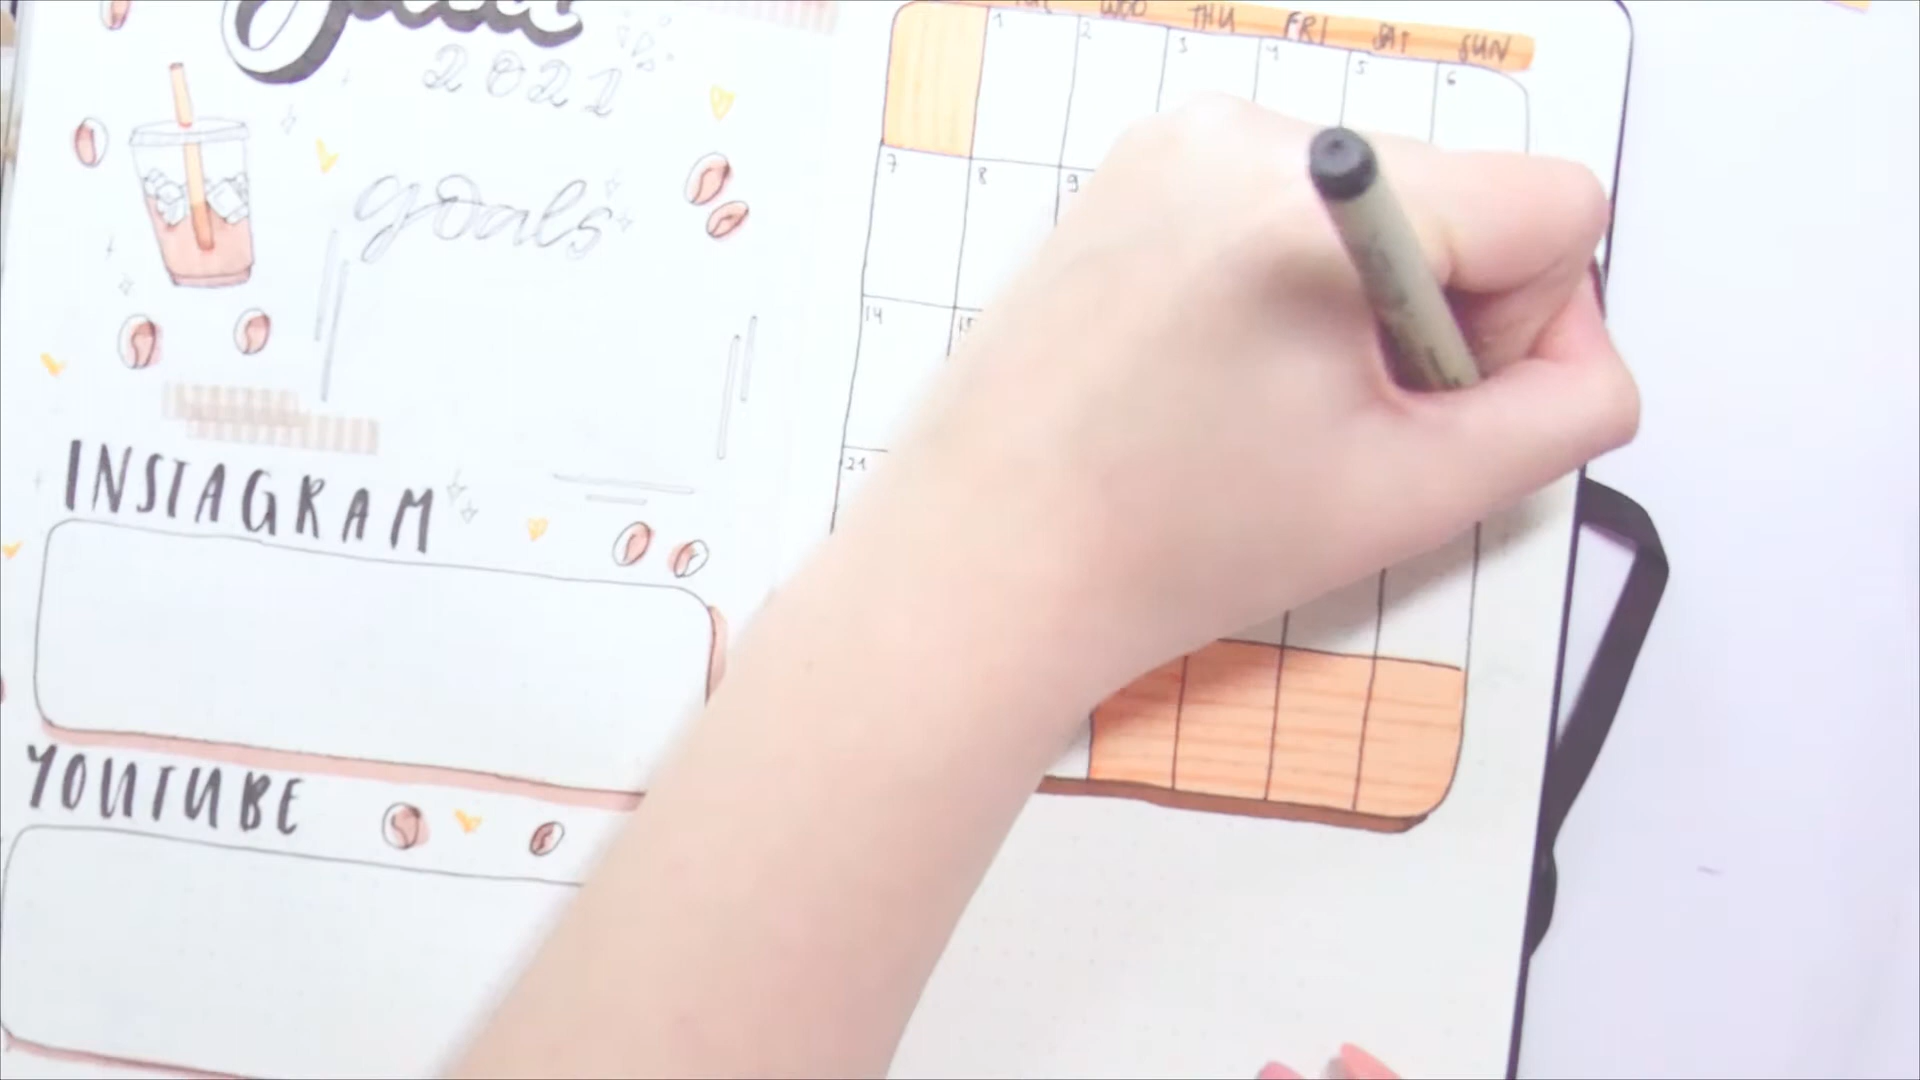 2021
goals
INSTAGRAM
YOUTUBE
THU FRI SAT SUN
1 2 3 4 5 6
7 8 9
14 15
21